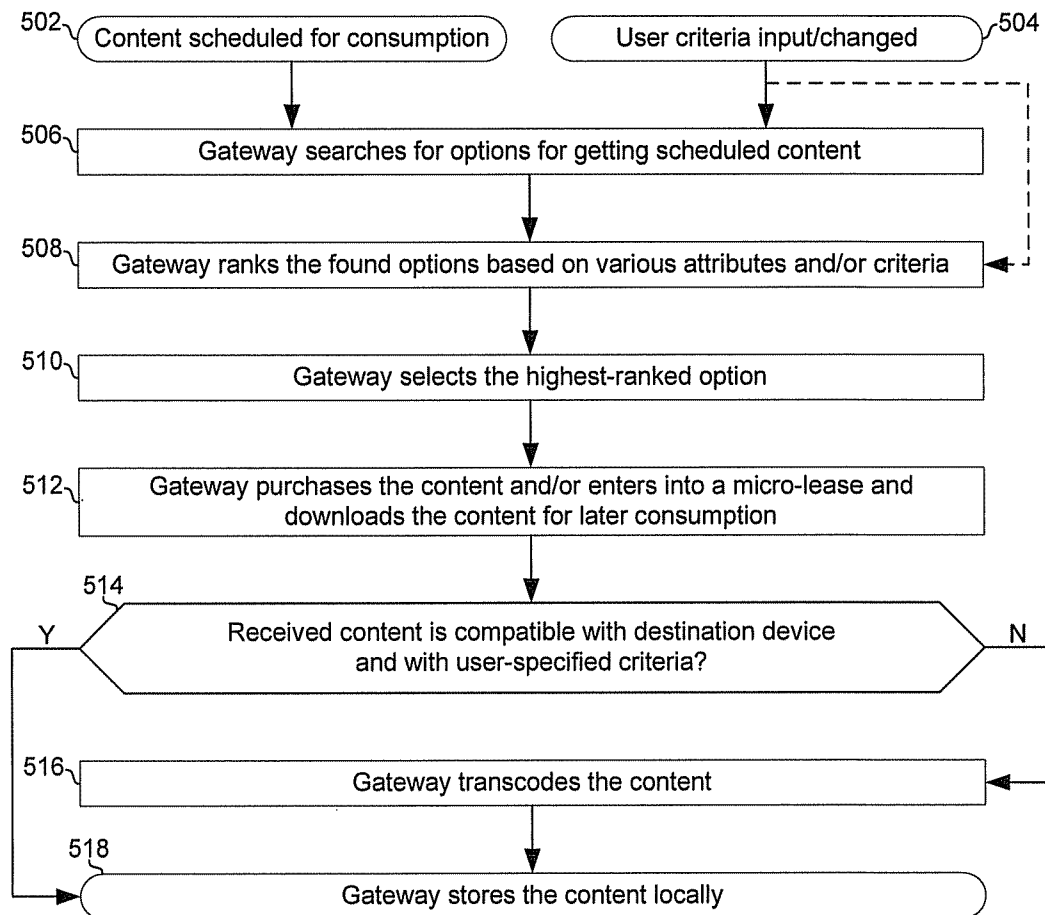 502
Content scheduled for consumption
User criteria input/changed
504
506
Gateway searches for options for getting scheduled content
508
Gateway ranks the found options based on various attributes and/or criteria
510
Gateway selects the highest-ranked option
512
Gateway purchases the content and/or enters into a micro-lease and
downloads the content for later consumption
514
Y
Received content is compatible with destination device
and with user-specified criteria?
N
516
Gateway transcodes the content
518
Gateway stores the content locally